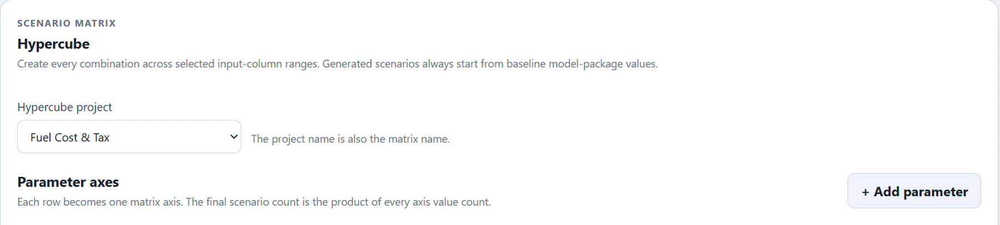 SCENARIO MATRIX
Hypercube
Create every combination across selected input-column ranges. Generated scenarios always start from baseline model-package values.
Hypercube project
Fuel Cost & Tax
The project name is also the matrix name.
Parameter axes
Each row becomes one matrix axis. The final scenario count is the product of every axis value count.
+ Add parameter